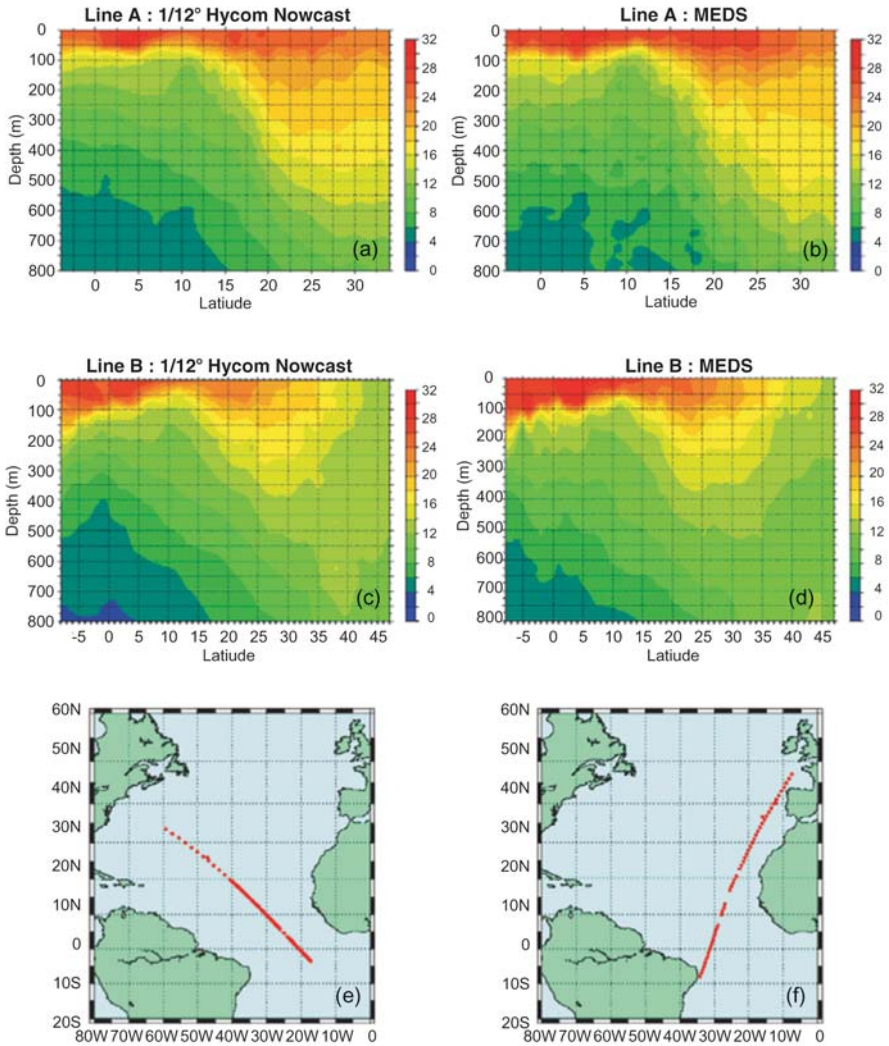 Line A : 1/12° Hycom Nowcast
0
100
200
300
400
500
600
700
800
Depth (m)
0 5 10 15 20 25 30
Latiude
32
28
24
20
16
12
8
4
0
(a)
Line A : MEDS
0
100
200
300
400
500
600
700
800
Depth (m)
0 5 10 15 20 25 30
Latiude
32
28
24
20
16
12
8
4
0
(b)
Line B : 1/12° Hycom Nowcast
0
100
200
300
400
500
600
700
800
Depth (m)
-5 0 5 10 15 20 25 30 35 40 45
Latiude
32
28
24
20
16
12
8
4
0
(c)
Line B : MEDS
0
100
200
300
400
500
600
700
800
Depth (m)
-5 0 5 10 15 20 25 30 35 40 45
Latiude
32
28
24
20
16
12
8
4
0
(d)
60N
50N
40N
30N
20N
10N
0
10S
20S
80W 70W 60W 50W 40W 30W 20W 10W 0
(e)
60N
50N
40N
30N
20N
10N
0
10S
20S
80W 70W 60W 50W 40W 30W 20W 10W 0
(f)